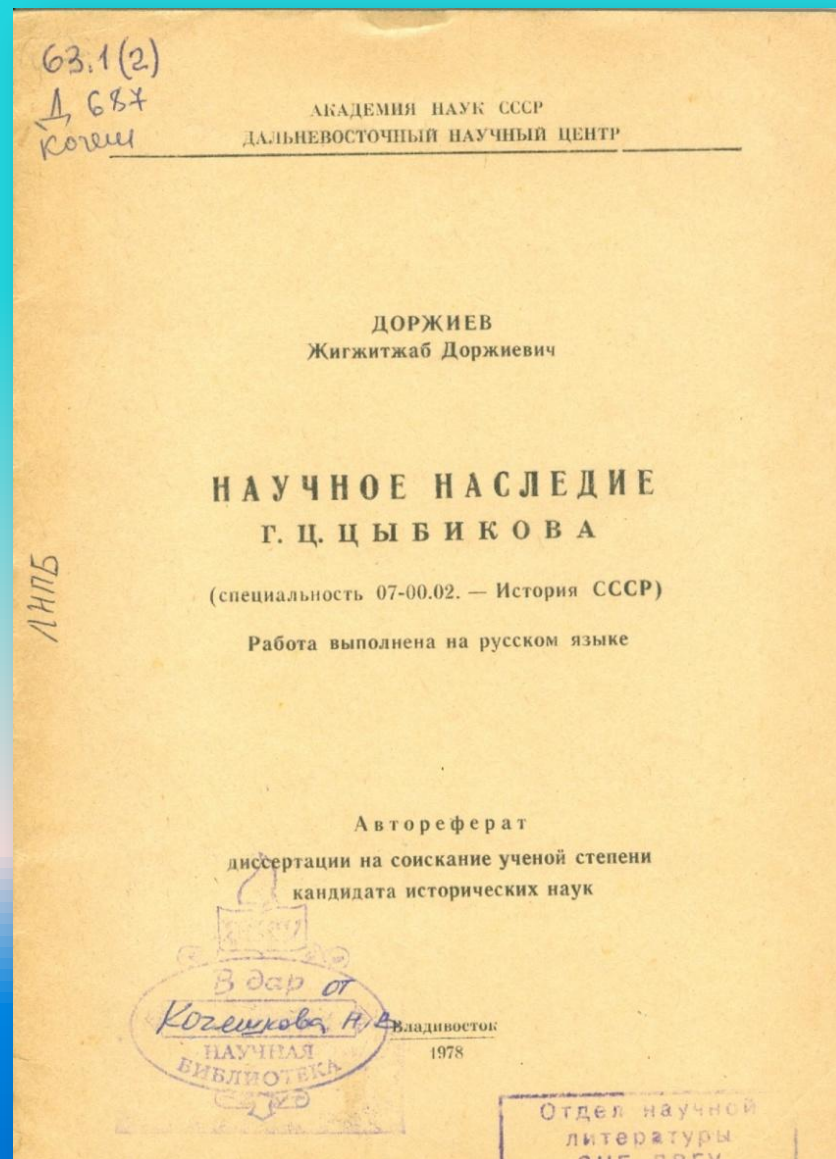 63.1(2)
Д 687
Кочеш
АКАДЕМИЯ НАУК СССР
ДАЛЬНЕВОСТОЧНЫЙ НАУЧНЫЙ ЦЕНТР
ДОРЖИЕВ
Жигжитжаб Доржиевич
НАУЧНОЕ НАСЛЕДИЕ
Г. Ц. ЦЫБИКОВА
(специальность 07-00.02. — История СССР)
Работа выполнена на русском языке
ЛНПБ
Автореферат
диссертации на соискание ученой степени
кандидата исторических наук
В дар от
Кочешкова Н.В.
НАУЧНАЯ
БИБЛИОТЕКА
Владивосток
1978
Отдел научной
литературы